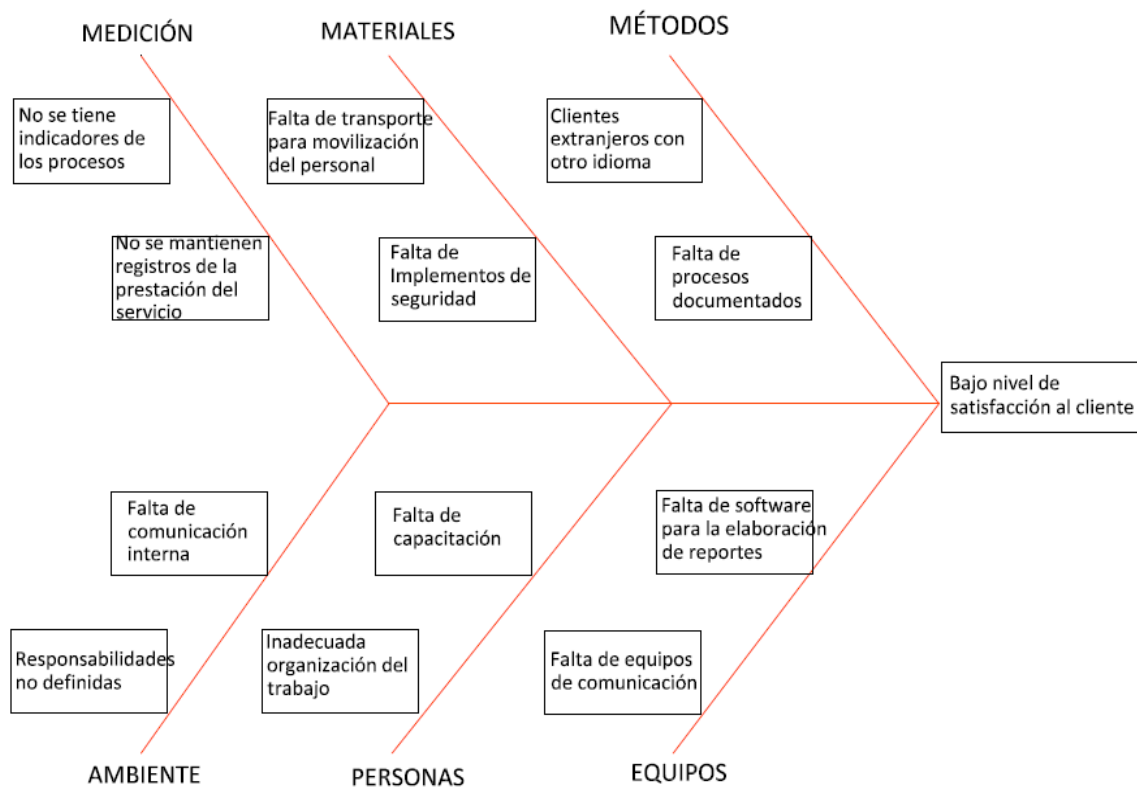 MEDICIÓN
MATERIALES
MÉTODOS
No se tiene
indicadores de
los procesos
Falta de transporte
para movilización
del personal
Clientes
extranjeros con
otro idioma
No se mantienen
registros de la
prestación del
servicio
Falta de
Implementos de
seguridad
Falta de
procesos
documentados
Bajo nivel de
satisfacción al cliente
Falta de
comunicación
interna
Falta de
capacitación
Falta de software
para la elaboración
de reportes
Responsabilidades
no definidas
Inadecuada
organización del
trabajo
Falta de equipos
de comunicación
AMBIENTE
PERSONAS
EQUIPOS